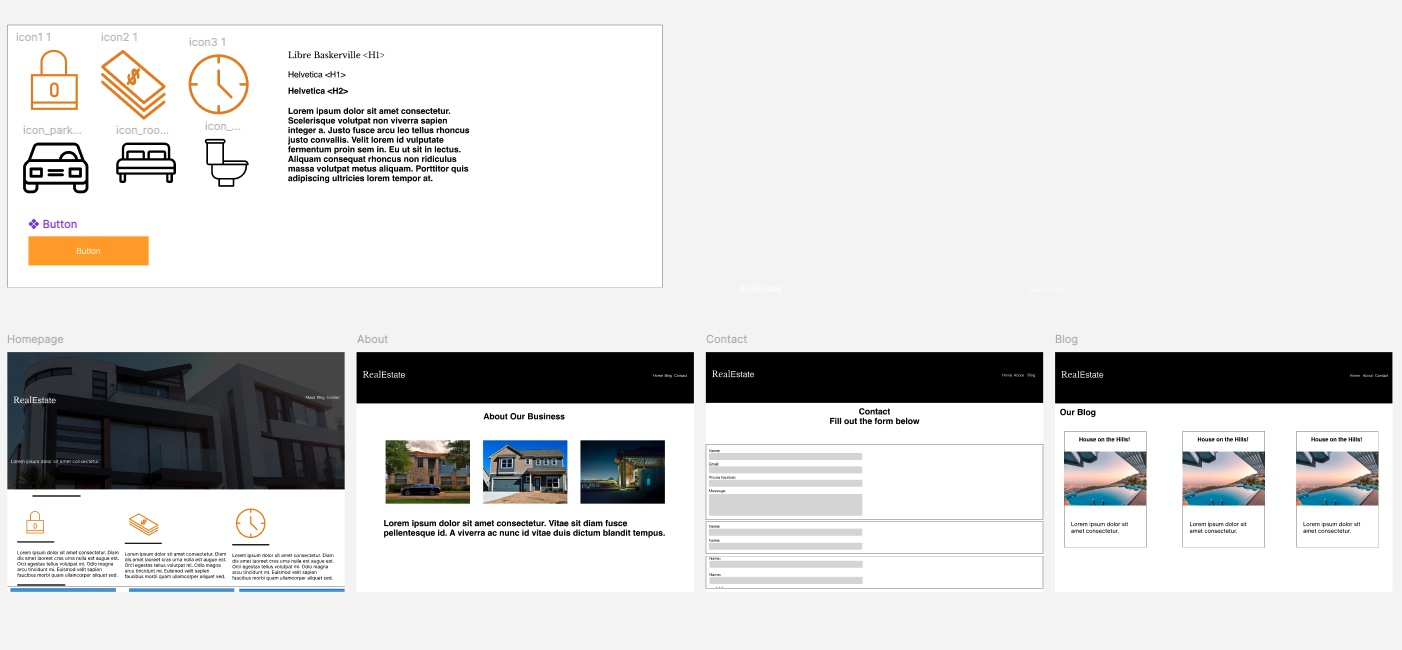 icon1 1
icon2 1
icon3 1
Libre Baskerville <H1>
Helvetica <H1>
Helvetica <H2>
Lorem ipsum dolor sit amet consectetur.
Scelerisque volutpat non viverra sapien
integer a. Justo fusce arcu leo tellus rhoncus
justo convallis. Velit lorem id vulputate
fermentum proin sem in. Eu ut sit in lectus.
Aliquam consequat rhoncus non ridiculus
massa volutpat metus aliquam. Porttitor quis
adipiscing ultricies lorem tempor at.
0
$
icon_park...
icon_roo...
icon_...
Button
Button
RealEstate
Homepage
RealEstate
About Blog Contact
Lorem ipsum dolor sit amet consectetur.
0
$
Lorem ipsum dolor sit amet consectetur. Diam
dis amet laoreet cras urna nulla est augue est.
Orci egestas tellus volutpat mi. Odio magna
arcu tincidunt mi. Euismod velit vivamus
faucibus morbi quam ullamcorper aliquet sed.
Lorem ipsum dolor sit amet consectetur. Diam
dis amet laoreet cras urna nulla est augue est.
Orci egestas tellus volutpat mi. Odio magna
arcu tincidunt mi. Euismod velit vivamus
faucibus morbi quam ullamcorper aliquet sed.
Lorem ipsum dolor sit amet consectetur. Diam
dis amet laoreet cras urna nulla est augue est.
Orci egestas tellus volutpat mi. Odio magna
arcu tincidunt mi. Euismod velit vivamus
faucibus morbi quam ullamcorper aliquet sed.
About
RealEstate
Home Blog Contact
About Our Business
Lorem ipsum dolor sit amet consectetur. Vitae sit diam fusce
pellentesque id. A viverra ac nunc id vitae duis dictum blandit tempus.
Contact
RealEstate
Home About Blog
Contact
Fill out the form below
Name
Email
Phone Number
Message
Name
Name
Name
Name
Blog
RealEstate
Home About Contact
Our Blog
House on the Hills!
Lorem ipsum dolor sit
amet consectetur.
House on the Hills!
Lorem ipsum dolor sit
amet consectetur.
House on the Hills!
Lorem ipsum dolor sit
amet consectetur.